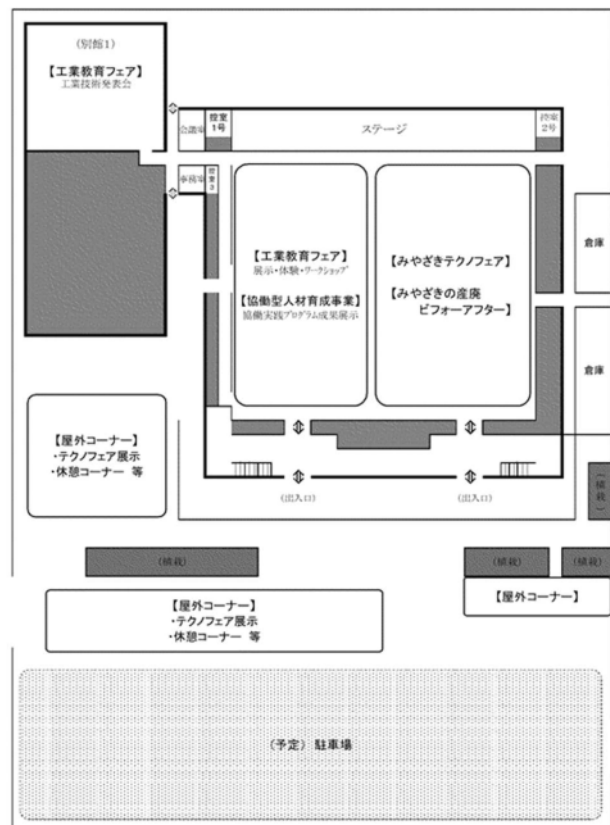 (別館1)
【工業教育フェア】
工業技術発表会
会議室
控室
1号
ステージ
控室
2号
事務室
控室3
【工業教育フェア】
展示・体験・ワークショップ
【協働型人材育成事業】
協働実践プログラム成果展示
【みやざきテクノフェア】
【みやざきの産廃
ビフォーアフター】
倉庫
倉庫
【屋外コーナー】
・テクノフェア展示
・休憩コーナー 等
(出入口)
(出入口)
(植栽)
(植栽)
(植栽)
(植栽)
【屋外コーナー】
・テクノフェア展示
・休憩コーナー 等
【屋外コーナー】
(予定) 駐車場